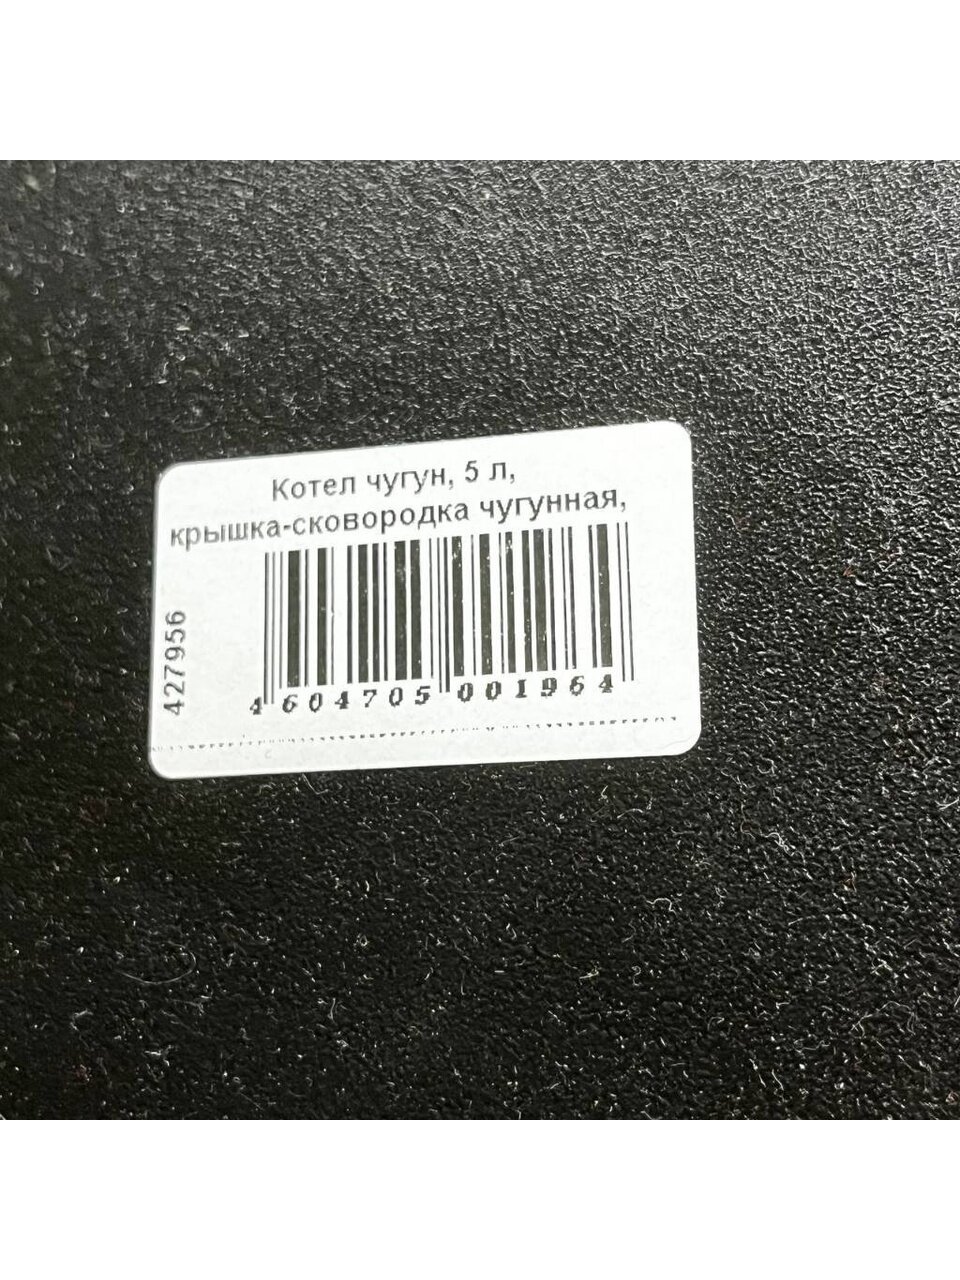 Котел чугун, 5 л,
крышка-сковородка чугунная,
427956
4 604705 001964